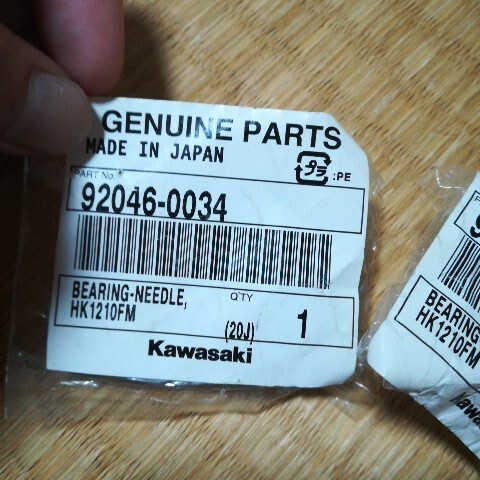 GENUINE PARTS
MADE IN JAPAN
プラ :PE
PART No.
92046-0034
BEARING-NEEDLE,
HK1210FM
Q'TY
(20J)
1
Kawasaki
9
BEARING
HK1210FM